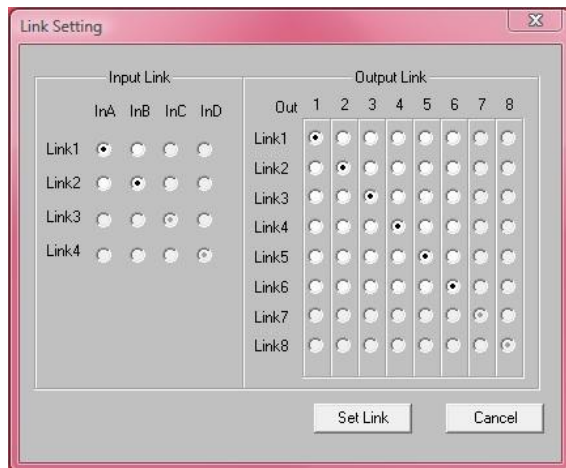 Link Setting
Input Link
InA InB InC InD
Link1
Link2
Link3
Link4
Output Link
Out 1 2 3 4 5 6 7 8
Link1
Link2
Link3
Link4
Link5
Link6
Link7
Link8
Set Link
Cancel